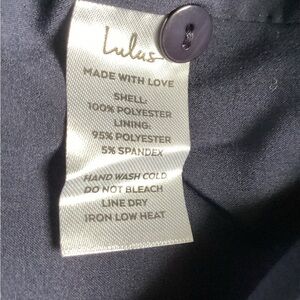 Lulus
MADE WITH LOVE
SHELL:
100% POLYESTER
LINING:
95% POLYESTER
5% SPANDEX
HAND WASH COLD
DO NOT BLEACH
LINE DRY
IRON LOW HEAT